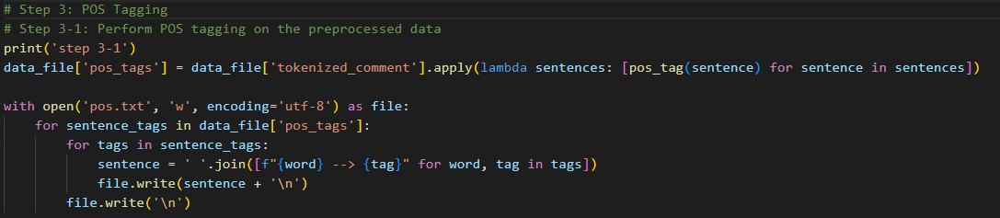 # Step 3: POS Tagging
# Step 3-1: Perform POS tagging on the preprocessed data
print('step 3-1')
data_file['pos_tags'] = data_file['tokenized_comment'].apply(lambda sentences: [pos_tag(sentence) for sentence in sentences])

with open('pos.txt', 'w', encoding='utf-8') as file:
    for sentence_tags in data_file['pos_tags']:
        for tags in sentence_tags:
            sentence = ' '.join([f"{word} --> {tag}" for word, tag in tags])
            file.write(sentence + '\n')
        file.write('\n')